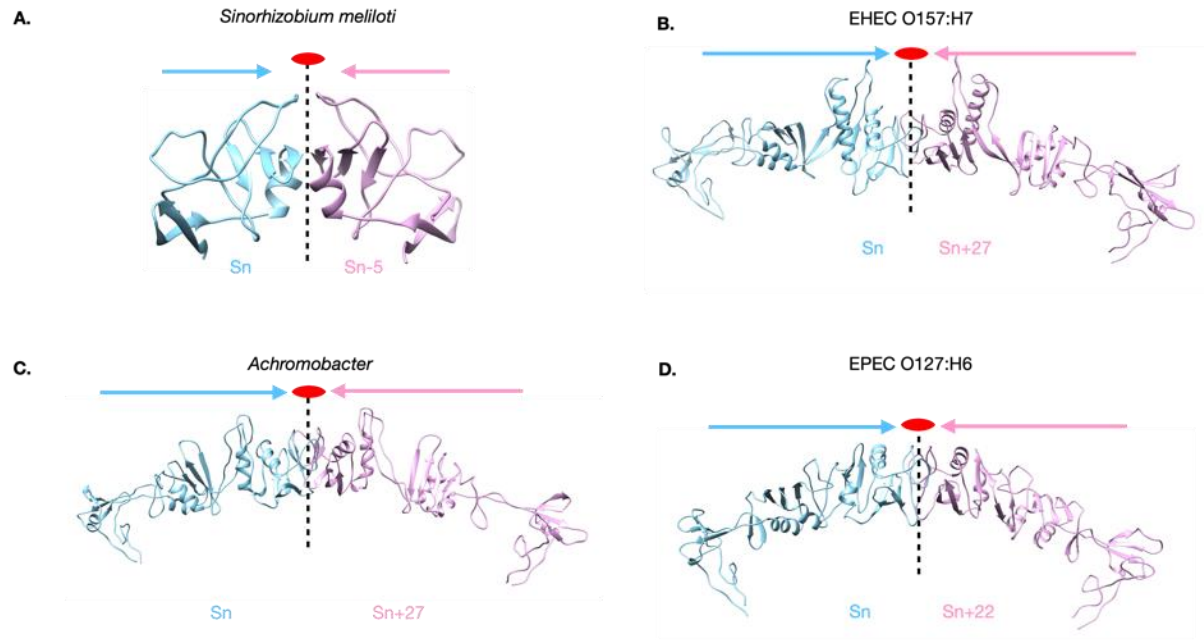 A.
Sinorhizobium meliloti
Sn
Sn-5
B.
EHEC O157:H7
Sn
Sn+27
C.
Achromobacter
Sn
Sn+27
D.
EPEC O127:H6
Sn
Sn+22